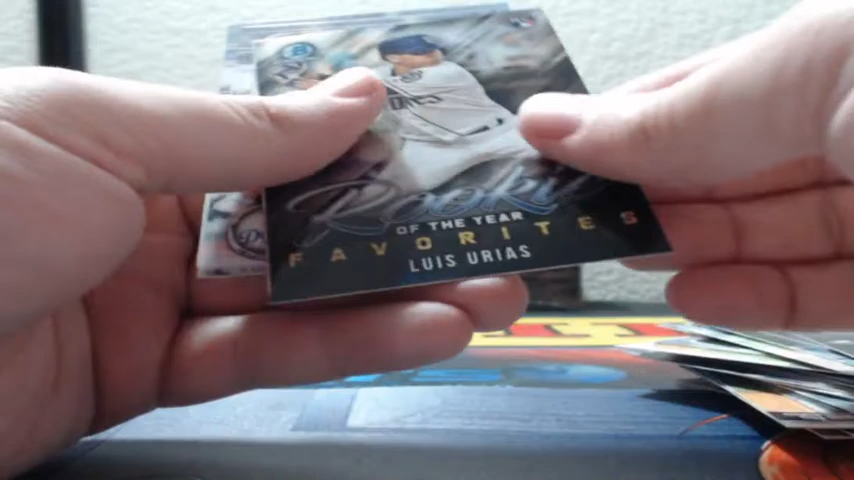 Rookie
OF THE YEAR
FAVORITES
LUIS URIAS